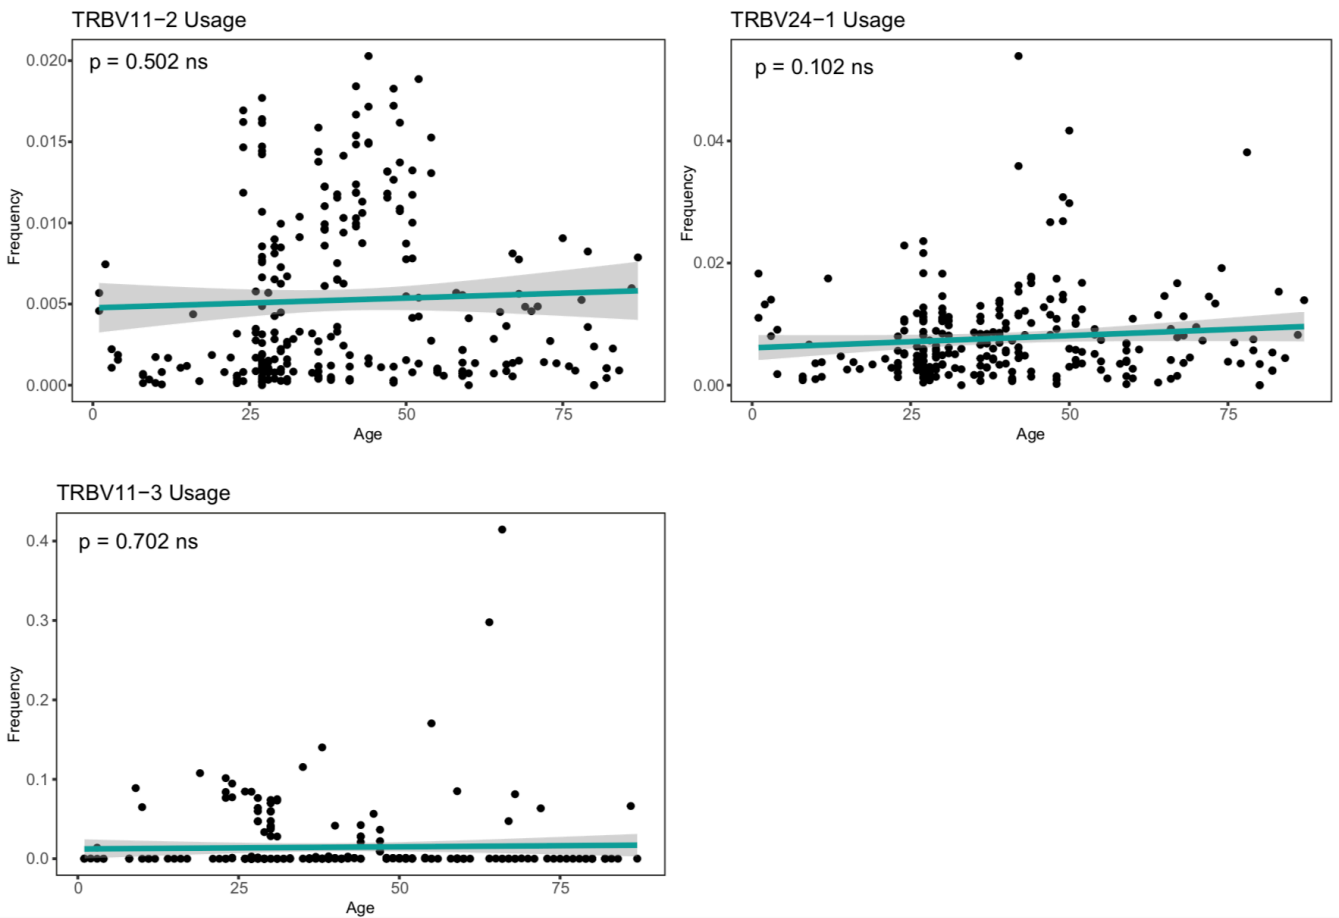 TRBV11−2 Usage
p = 0.502 ns
0.020
0.015
0.010
0.005
0.000
Frequency
0 25 50 75
Age
TRBV24−1 Usage
p = 0.102 ns
0.04
0.02
0.00
Frequency
0 25 50 75
Age
TRBV11−3 Usage
p = 0.702 ns
0.4
0.3
0.2
0.1
0.0
Frequency
0 25 50 75
Age